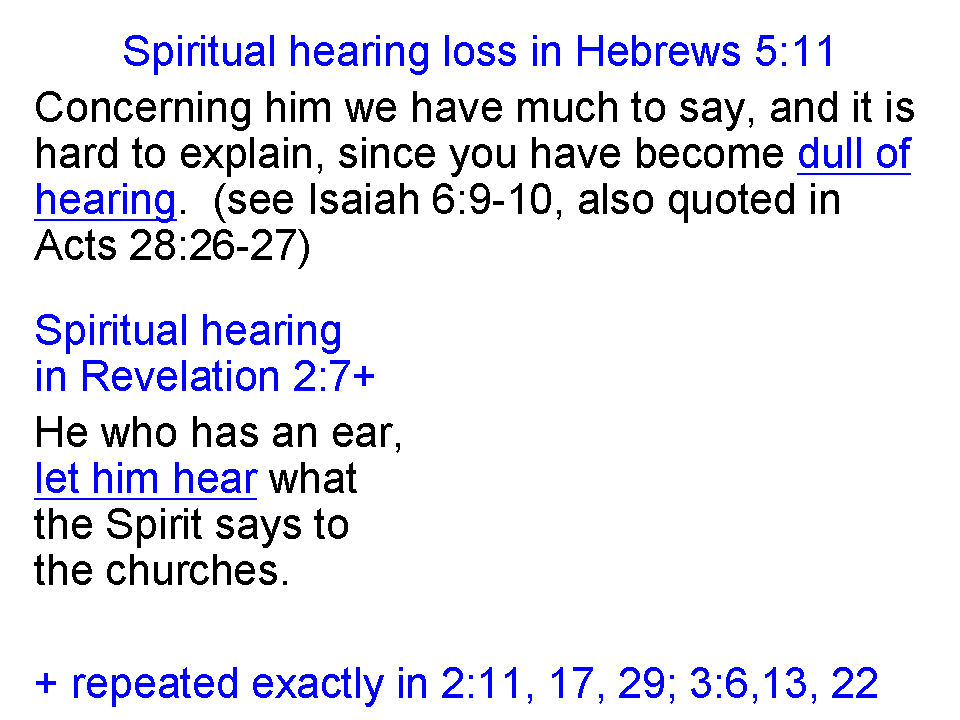 Spiritual hearing loss in Hebrews 5:11
Concerning him we have much to say, and it is
hard to explain, since you have become dull of
hearing.  (see Isaiah 6:9-10, also quoted in
Acts 28:26-27)
Spiritual hearing
in Revelation 2:7+
He who has an ear,
let him hear what
the Spirit says to
the churches.
+ repeated exactly in 2:11, 17, 29; 3:6,13, 22